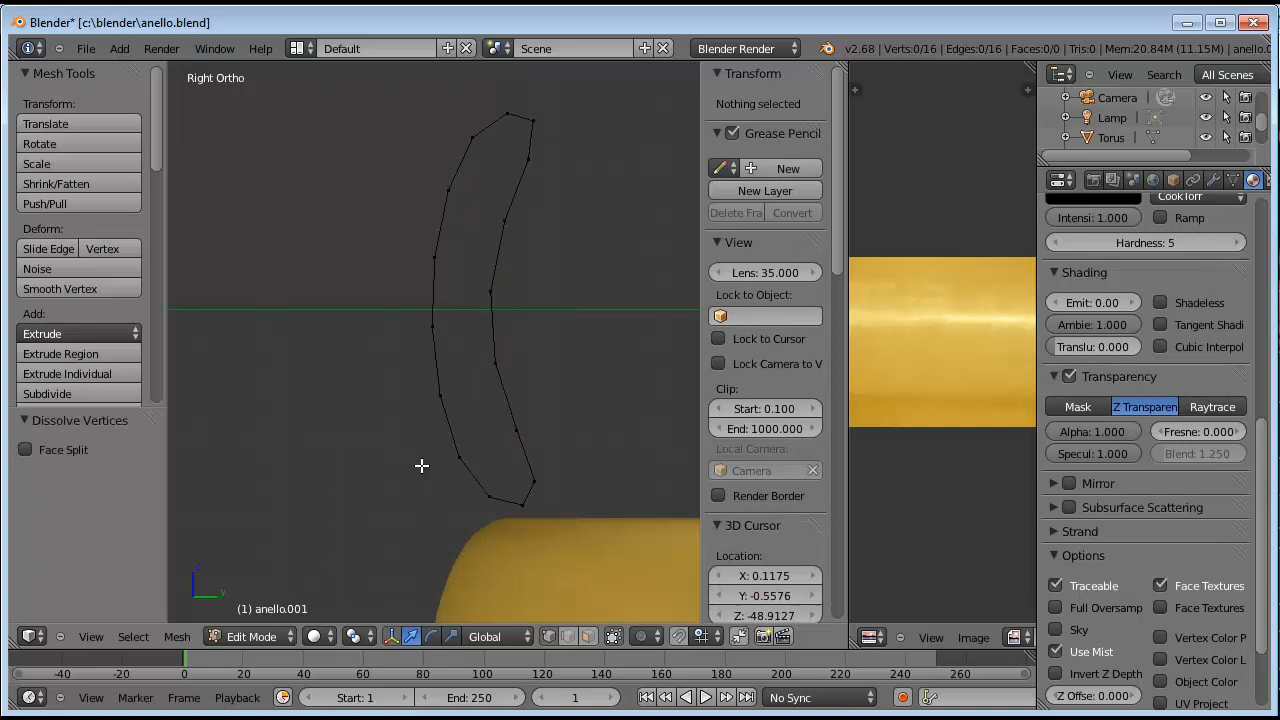 Blender* [c:\blender\anello.blend]
File Add Render Window Help Default Scene Blender Render v2.68 | Verts:0/16 | Edges:0/16 | Faces:0/0 | Tris:0 | Mem:20.84M (11.15M) | anello.0
Mesh Tools
Transform:
Translate
Rotate
Scale
Shrink/Fatten
Push/Pull
Deform:
Slide Edge Vertex
Noise
Smooth Vertex
Add:
Extrude
Extrude Region
Extrude Individual
Subdivide
Dissolve Vertices
Face Split
Right Ortho
z
y
(1) anello.001
Transform
Nothing selected
Grease Pencil
New
New Layer
Delete Fra Convert
View
Lens: 35.000
Lock to Object:
Lock to Cursor
Lock Camera to V
Clip:
Start: 0.100
End: 1000.000
Local Camera:
Camera
Render Border
3D Cursor
Location:
X: 0.1175
Y: -0.5576
Z: -48.9127
View Search All Scenes
Camera
Lamp
Torus
CookTorr
Intensi: 1.000 Ramp
Hardness: 5
Shading
Emit: 0.00 Shadeless
Ambie: 1.000 Tangent Shadi
Translu: 0.000 Cubic Interpol
Transparency
Mask Z Transparen Raytrace
Alpha: 1.000 Fresne: 0.000
Specul: 1.000 Blend: 1.250
Mirror
Subsurface Scattering
Strand
Options
Traceable Face Textures
Full Oversamp Face Textures
Sky Vertex Color P
Use Mist Vertex Color L
Invert Z Depth Object Color
Z Offse: 0.000 UV Project
View Select Mesh Edit Mode Global View Image
-40 -20 0 20 40 60 80 100 120 140 160 180 200 220 240 260
View Marker Frame Playback Start: 1 End: 250 1 No Sync